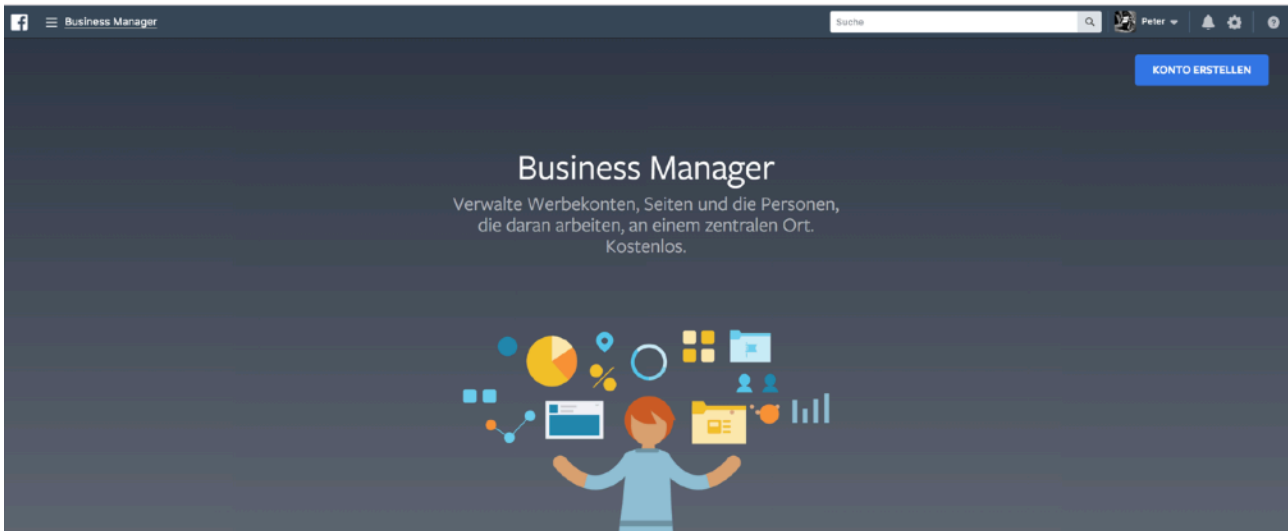 Business Manager
Suche
Peter
KONTO ERSTELLEN
Business Manager
Verwalte Werbekonten, Seiten und die Personen,
die daran arbeiten, an einem zentralen Ort.
Kostenlos.